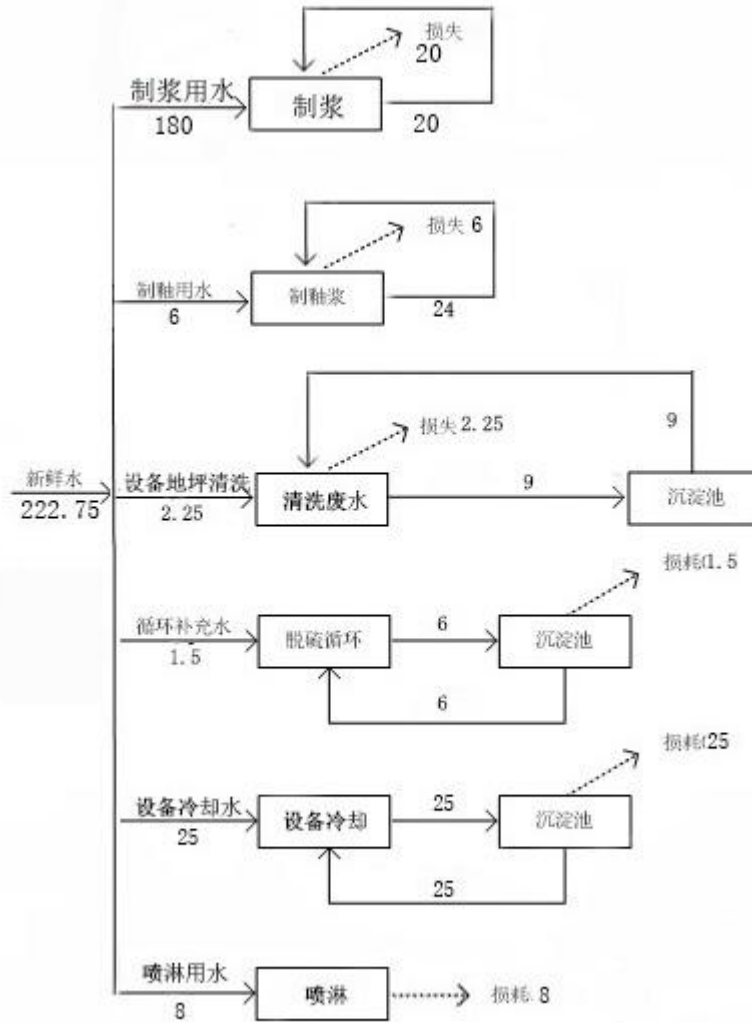 损失
20
制浆用水
制浆
180
20
损失 6
制釉用水
制釉浆
6
24
9
损失2.25
新鲜水
设备地坪清洗
9
清洗废水
沉淀池
222.75
2.25
损耗1.5
循环补充水
6
脱硫循环
沉淀池
1.5
6
损耗25
设备冷却水
25
设备冷却
沉淀池
25
25
喷淋用水
喷淋
损耗 8
8